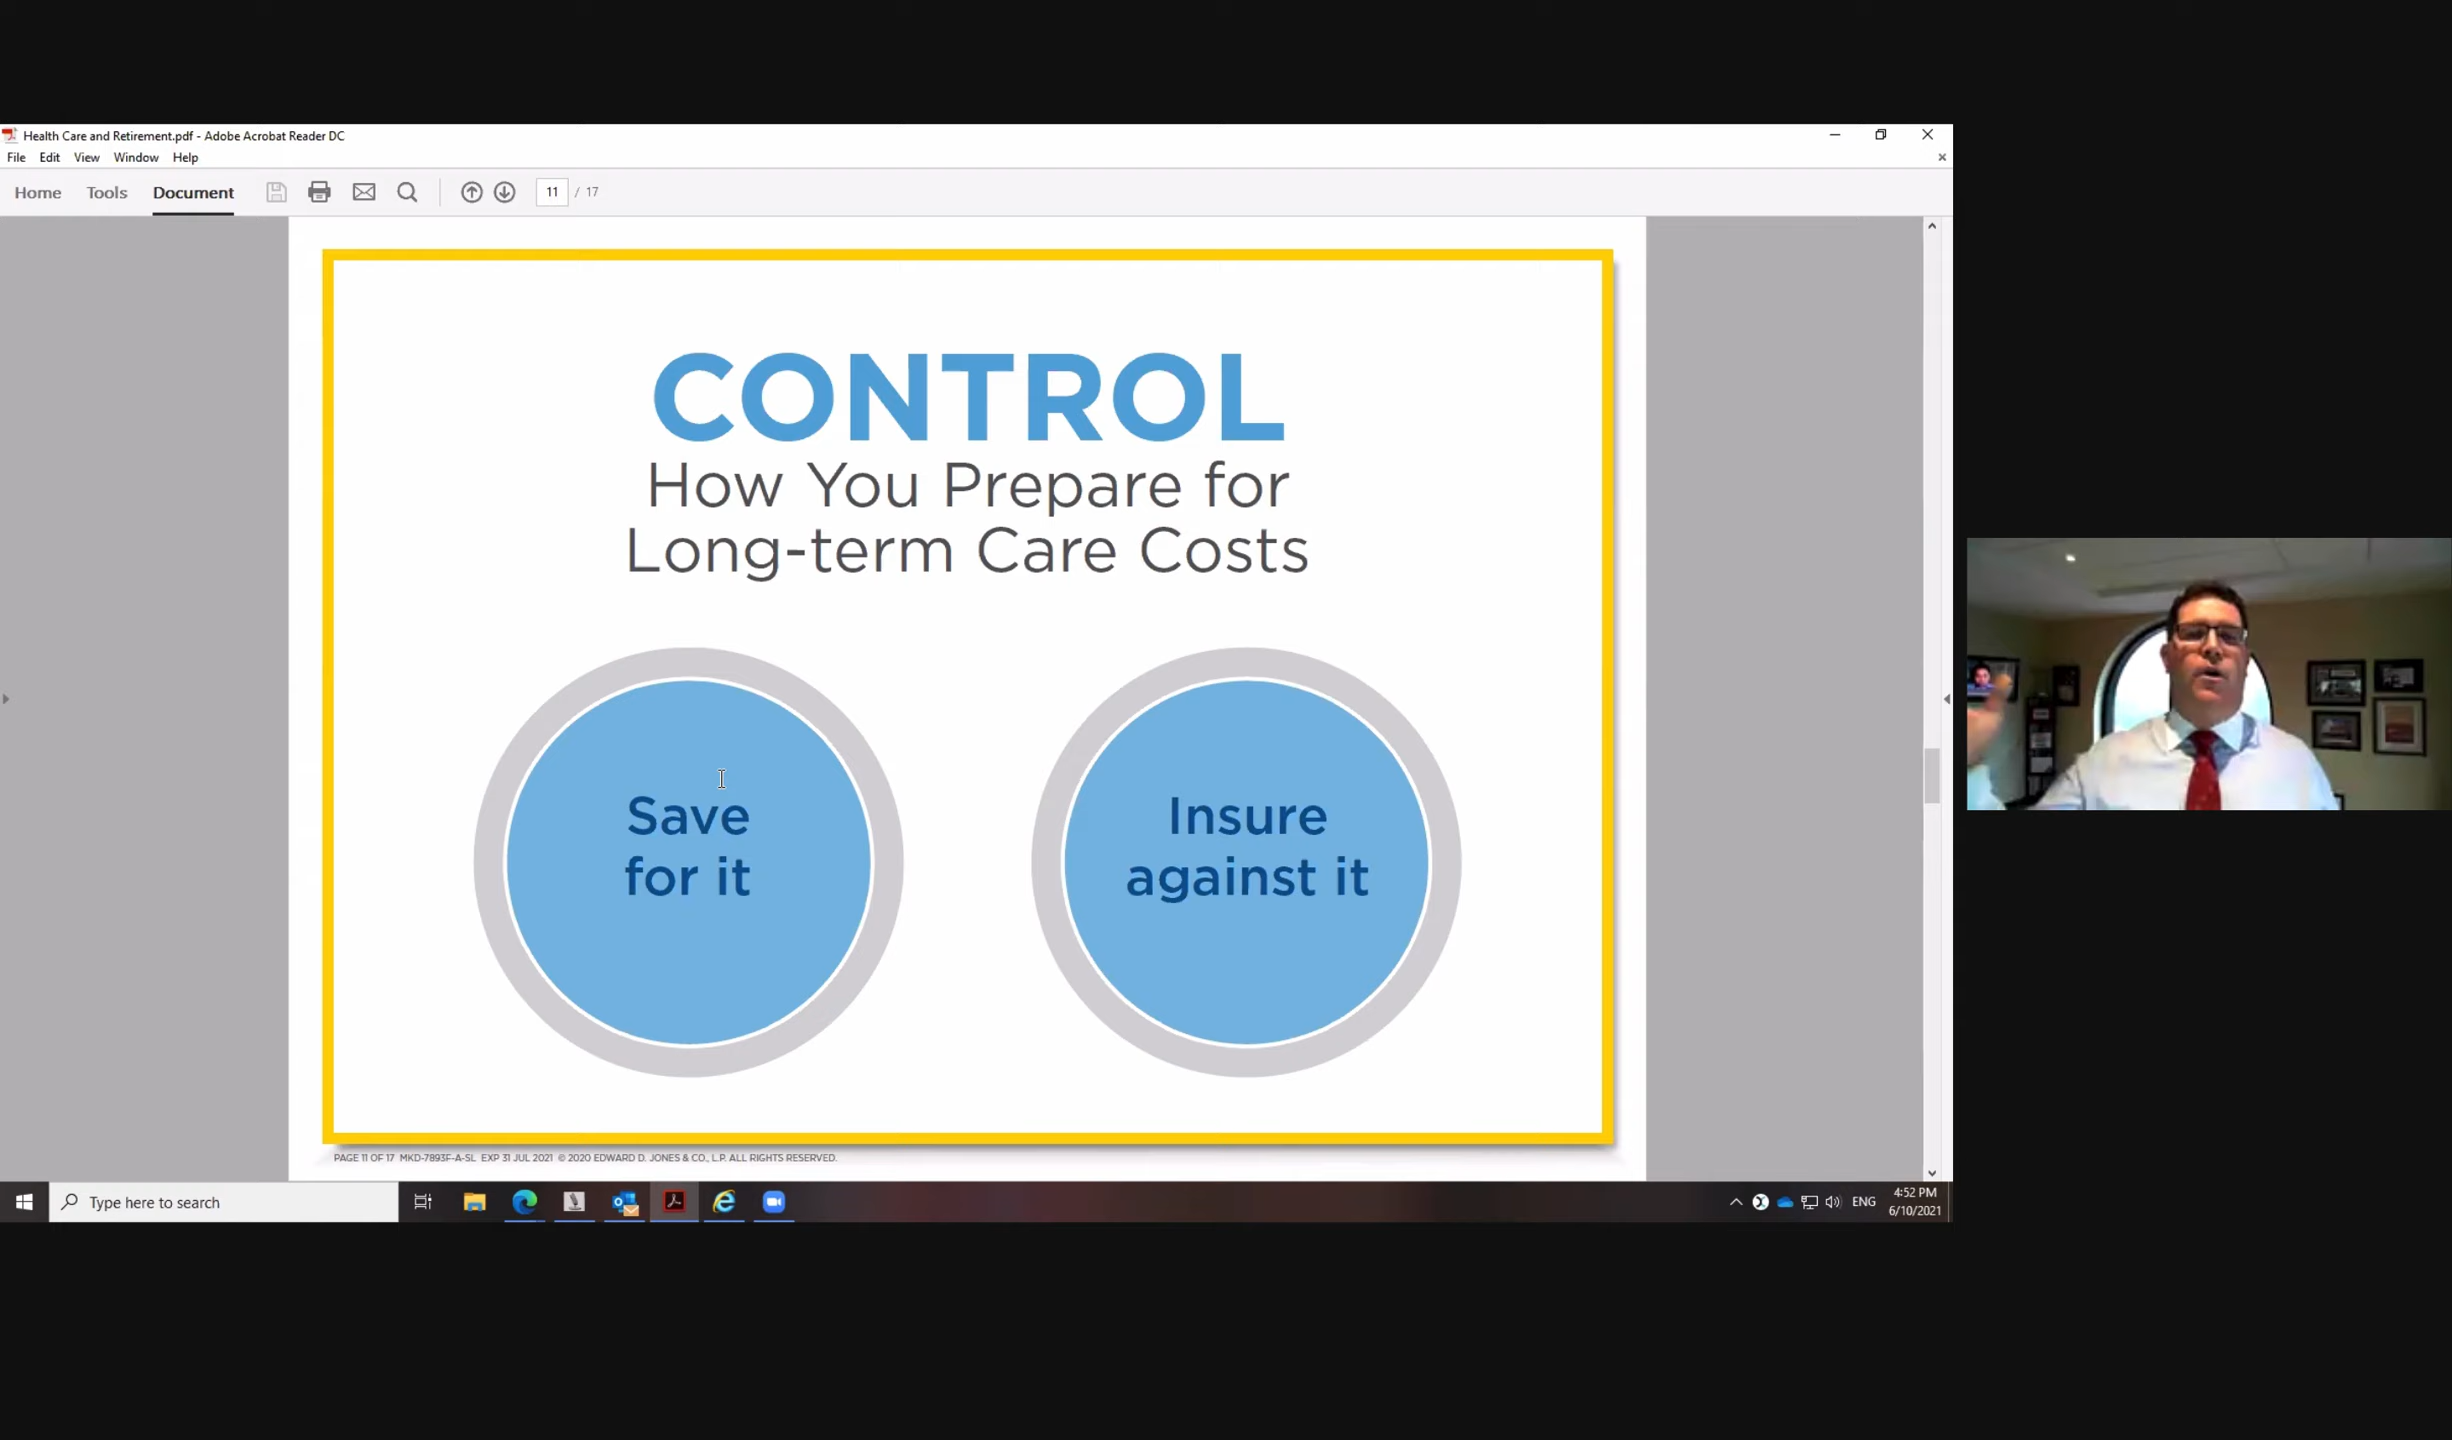 Health Care and Retirement.pdf - Adobe Acrobat Reader DC
File Edit View Window Help
Home Tools Document 11 / 17
CONTROL
How You Prepare for
Long-term Care Costs
Save
for it
Insure
against it
PAGE 11 OF 17 MKD-7893F-A-SL EXP 31 JUL 2021 © 2020 EDWARD D. JONES & CO., L.P. ALL RIGHTS RESERVED.
Type here to search
ENG
4:52 PM
6/10/2021